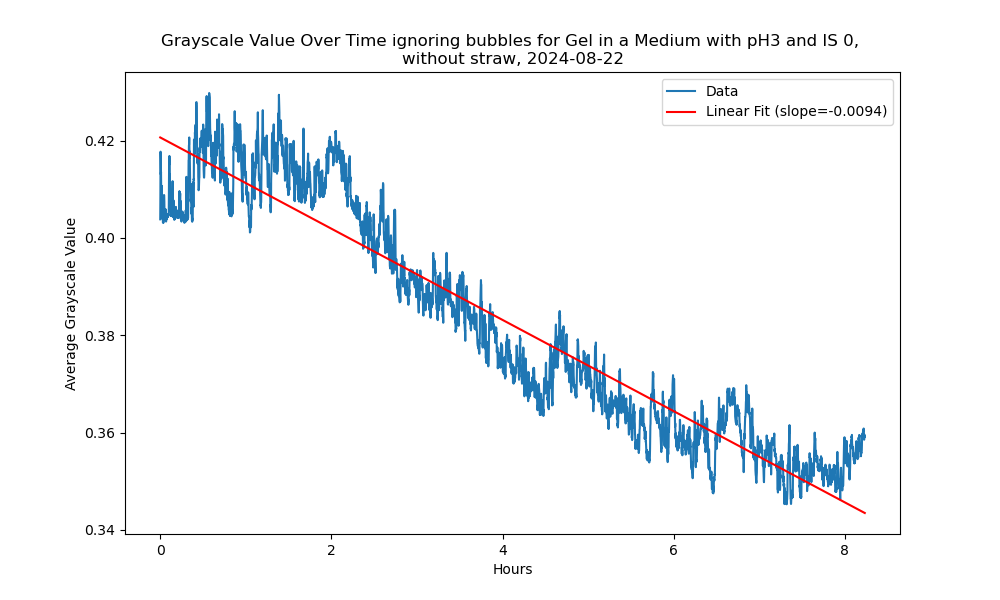 Grayscale Value Over Time ignoring bubbles for Gel in a Medium with pH3 and IS 0,
without straw, 2024-08-22
Data
Linear Fit (slope=-0.0094)
Average Grayscale Value
0.42
0.40
0.38
0.36
0.34
0
2
4
6
8
Hours